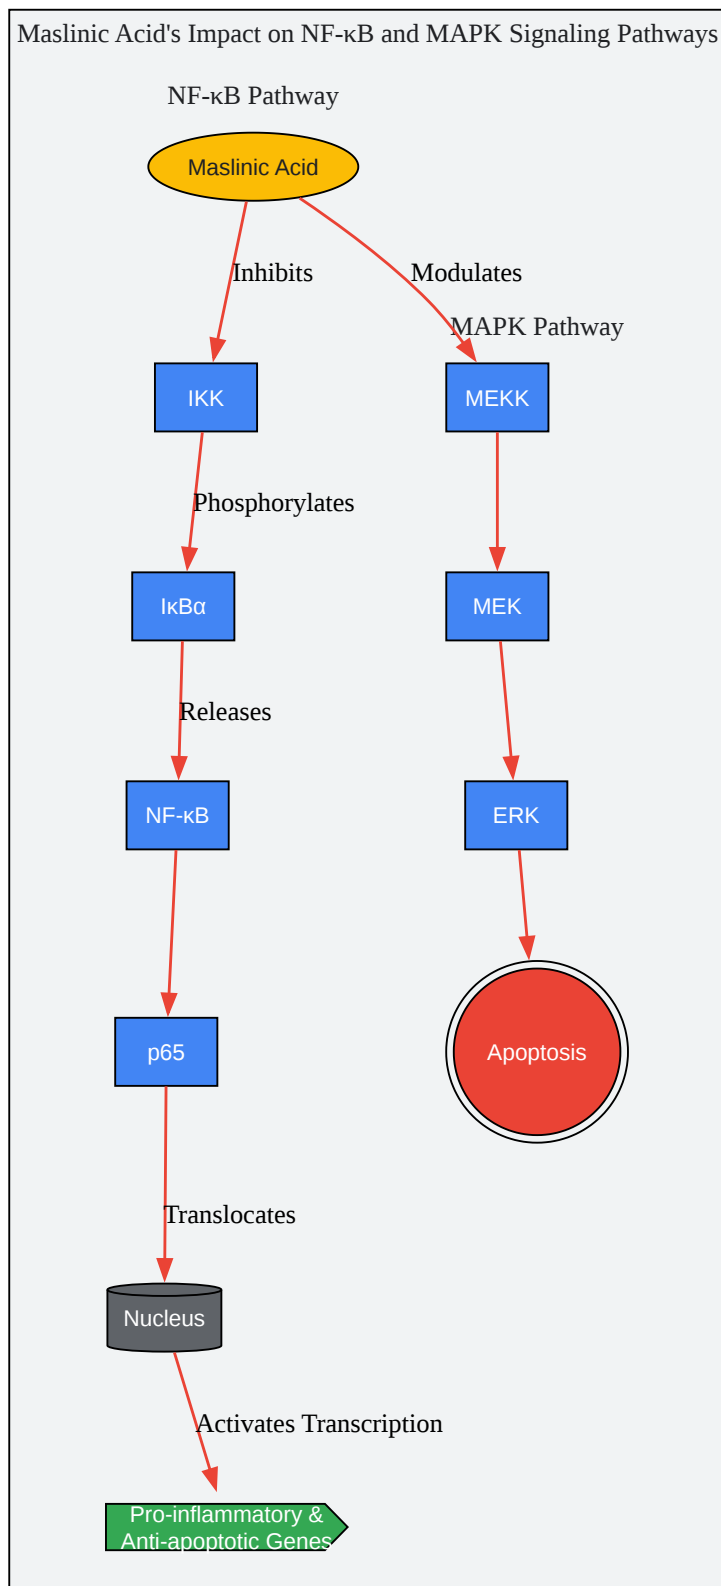 Maslinic Acid's Impact on NF-κB and MAPK Signaling Pathways
NF-κB Pathway
Maslinic Acid
Inhibits
Modulates
MAPK Pathway
IKK
MEKK
Phosphorylates
IκBα
MEK
Releases
NF-κB
ERK
p65
Apoptosis
Translocates
Nucleus
Activates Transcription
Pro-inflammatory &
Anti-apoptotic Genes